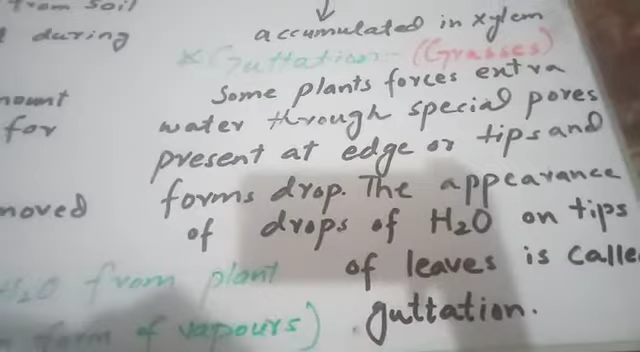 from soil
during
accumulated in xylem
* Guttation:- (Grasses)
Some plants forces extra
mount
water through special pores
for
present at edge or tips and
forms drop. The appearance
moved
of drops of H2O on tips
of leaves is calle
H2O from plant
guttation.
form of vapours)